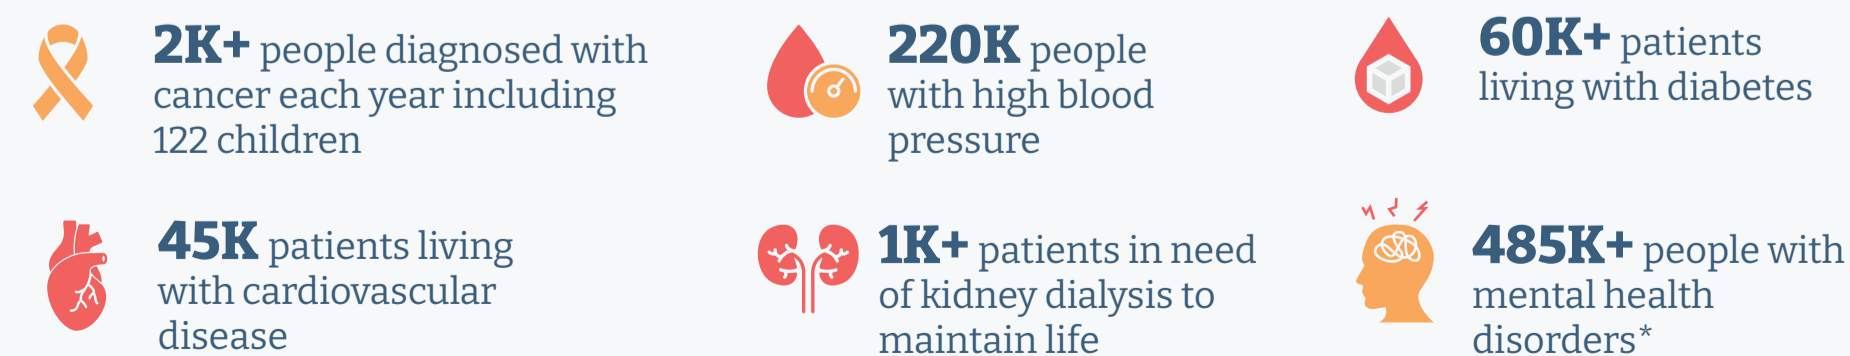 2K+ people diagnosed with
cancer each year including
122 children
220K people
with high blood
pressure
60K+ patients
living with diabetes
45K patients living
with cardiovascular
disease
1K+ patients in need
of kidney dialysis to
maintain life
485K+ people with
mental health
disorders*